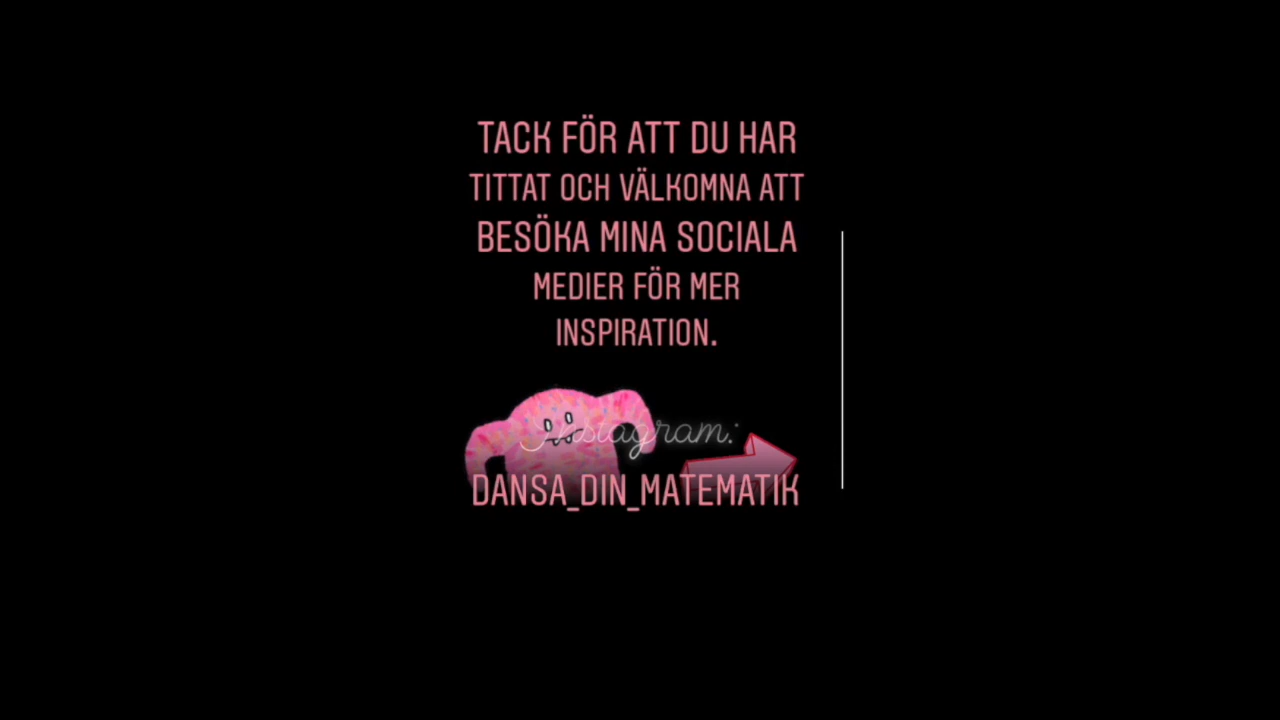 TACK FÖR ATT DU HAR
TITTAT OCH VÄLKOMNA ATT
BESÖKA MINA SOCIALA
MEDIER FÖR MER
INSPIRATION.
Instagram:
DANSA_DIN_MATEMATIK